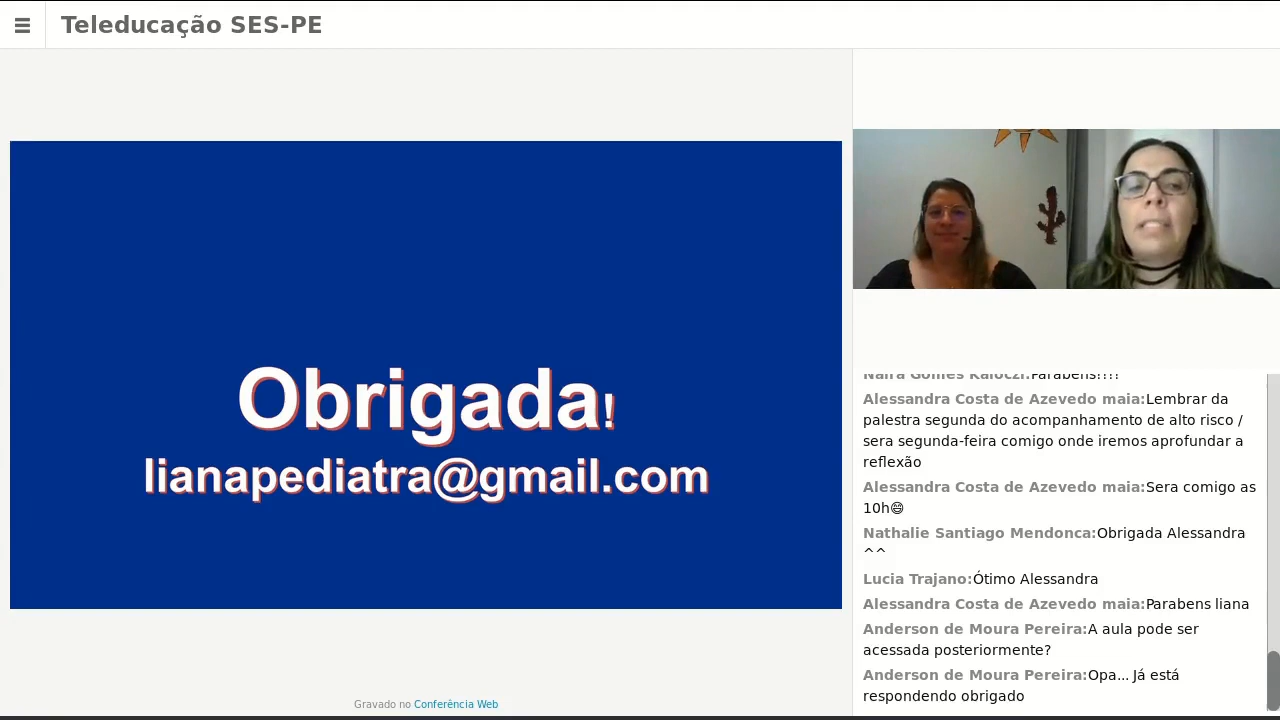 Teleducação SES-PE
Obrigada!
lianapediatra@gmail.com
Gravado no Conferência Web
Naira Gomes Kaloczi:Parabéns!!!!
Alessandra Costa de Azevedo maia:Lembrar da
palestra segunda do acompanhamento de alto risco /
sera segunda-feira comigo onde iremos aprofundar a
reflexão
Alessandra Costa de Azevedo maia:Sera comigo as
10h😄
Nathalie Santiago Mendonca:Obrigada Alessandra
^^
Lucia Trajano:Ótimo Alessandra
Alessandra Costa de Azevedo maia:Parabens liana
Anderson de Moura Pereira:A aula pode ser
acessada posteriormente?
Anderson de Moura Pereira:Opa... Já está
respondendo obrigado